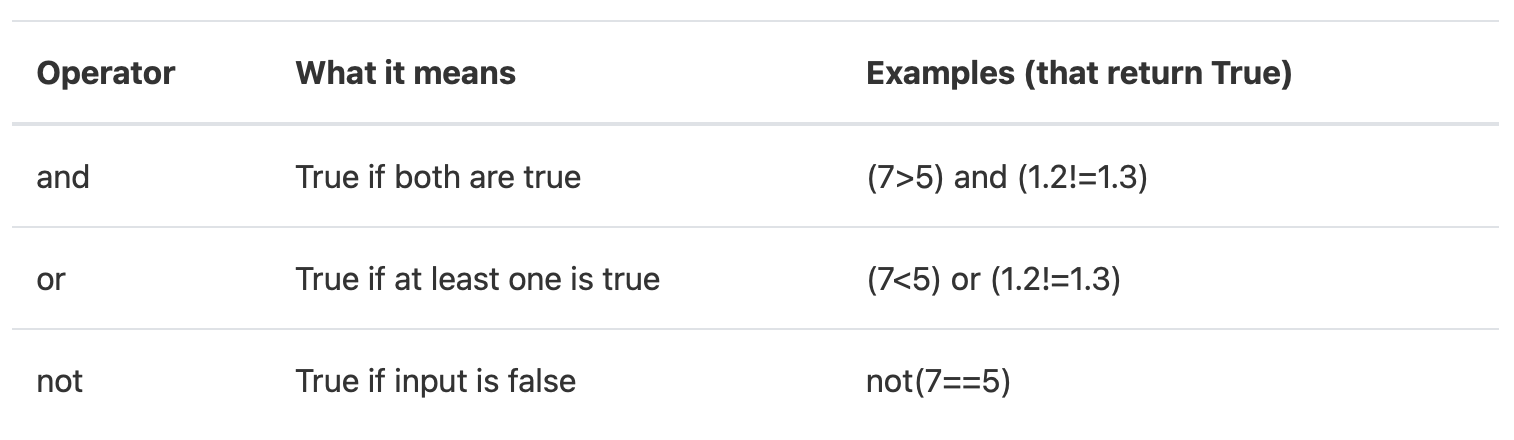 Operator What it means Examples (that return True)
and True if both are true (7>5) and (1.2!=1.3)
or True if at least one is true (7<5) or (1.2!=1.3)
not True if input is false not(7==5)